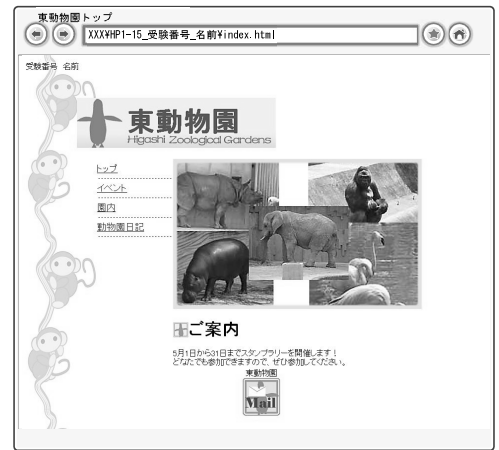 東動物園トップ
XXX¥HP1-15_受験番号_名前¥index.html
受験番号 名前
東動物園
Higashi Zoological Gardens
トップ
イベント
園内
動物園日記
ご案内
5月1日から31日までスタンプラリーを開催します！
どなたでも参加できますので、ぜひ参加してください。
東動物園
Mail